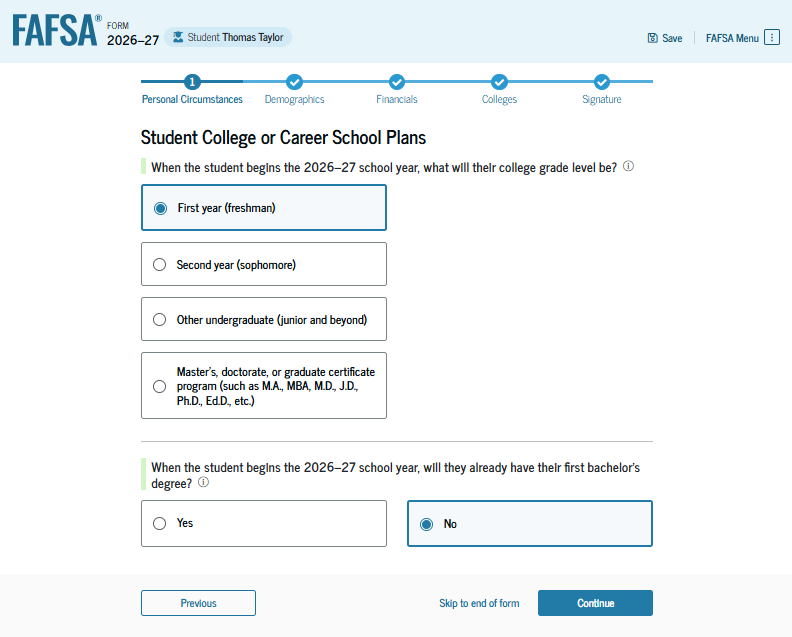 FAFSA®
FORM
2026–27
Student Thomas Taylor
Save
FAFSA Menu
1
Personal Circumstances
Demographics
Financials
Colleges
Signature
Student College or Career School Plans
When the student begins the 2026–27 school year, what will their college grade level be?
First year (freshman)
Second year (sophomore)
Other undergraduate (junior and beyond)
Master's, doctorate, or graduate certificate
program (such as M.A., MBA, M.D., J.D.,
Ph.D., Ed.D., etc.)
When the student begins the 2026–27 school year, will they already have their first bachelor's
degree?
Yes
No
Previous
Skip to end of form
Continue